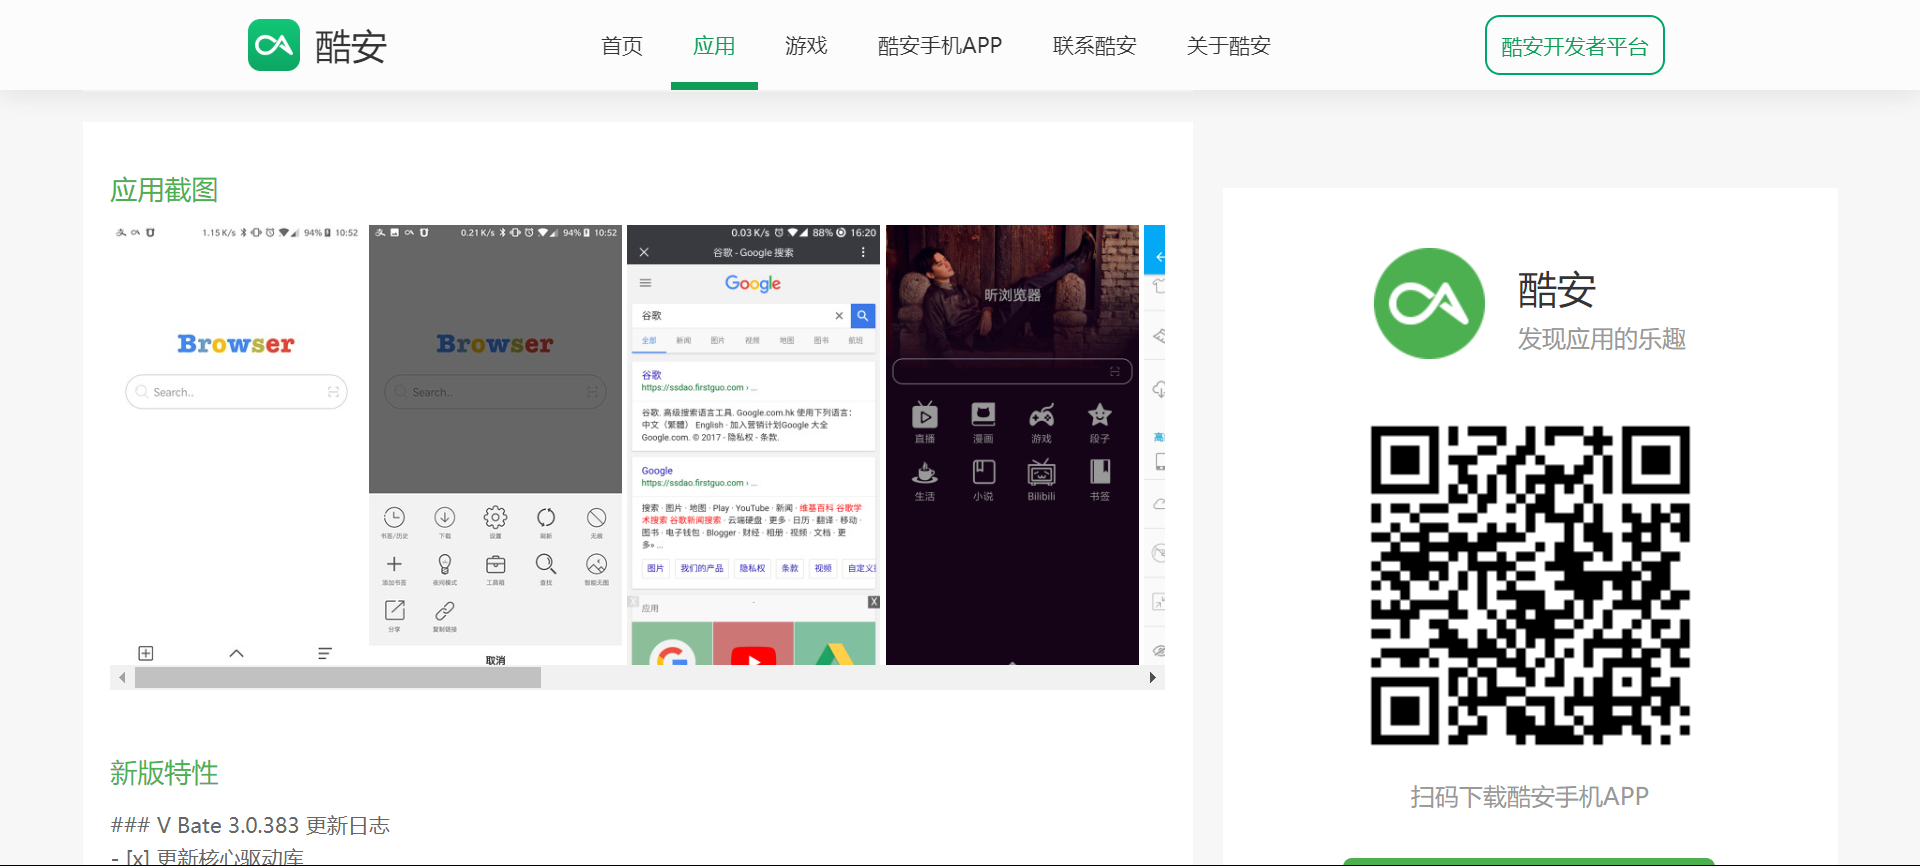 酷安
首页 应用 游戏 酷安手机APP 联系酷安 关于酷安
酷安开发者平台
应用截图
1.15 K/s 94% 10:52
Browser
Search..
0.21 K/s 94% 10:52
Browser
Search..
书签/历史 下载 设置 刷新 无痕
添加书签 夜间模式 工具箱 查找 智能无图
分享 复制链接
取消
0.03 K/s 88% 16:20
谷歌 - Google 搜索
Google
谷歌
全部 新闻 图片 视频 地图 图书 航班
谷歌
https://ssdao.firstguo.com › ...
谷歌. 高级搜索语言工具. Google.com.hk 使用下列语言:
中文（繁體） English · 加入营销计划Google 大全
Google.com. © 2017 - 隐私权 - 条款.
Google
https://ssdao.firstguo.com › ...
搜索 · 图片 · 地图 · Play · YouTube · 新闻 · 维基百科 谷歌学
术搜索 谷歌新闻搜索 · 云端硬盘 · 更多 · 日历 · 翻译 · 移动 ·
图书 · 电子钱包 · Blogger · 财经 · 相册 · 视频 · 文档 · 更
多» ...
图片 我们的产品 隐私权 条款 视频 自定义
应用
昕浏览器
直播 漫画 游戏 段子
生活 小说 Bilibili 书签
新版特性
### V Bate 3.0.383 更新日志
- [x] 更新核心驱动库
酷安
发现应用的乐趣
扫码下载酷安手机APP